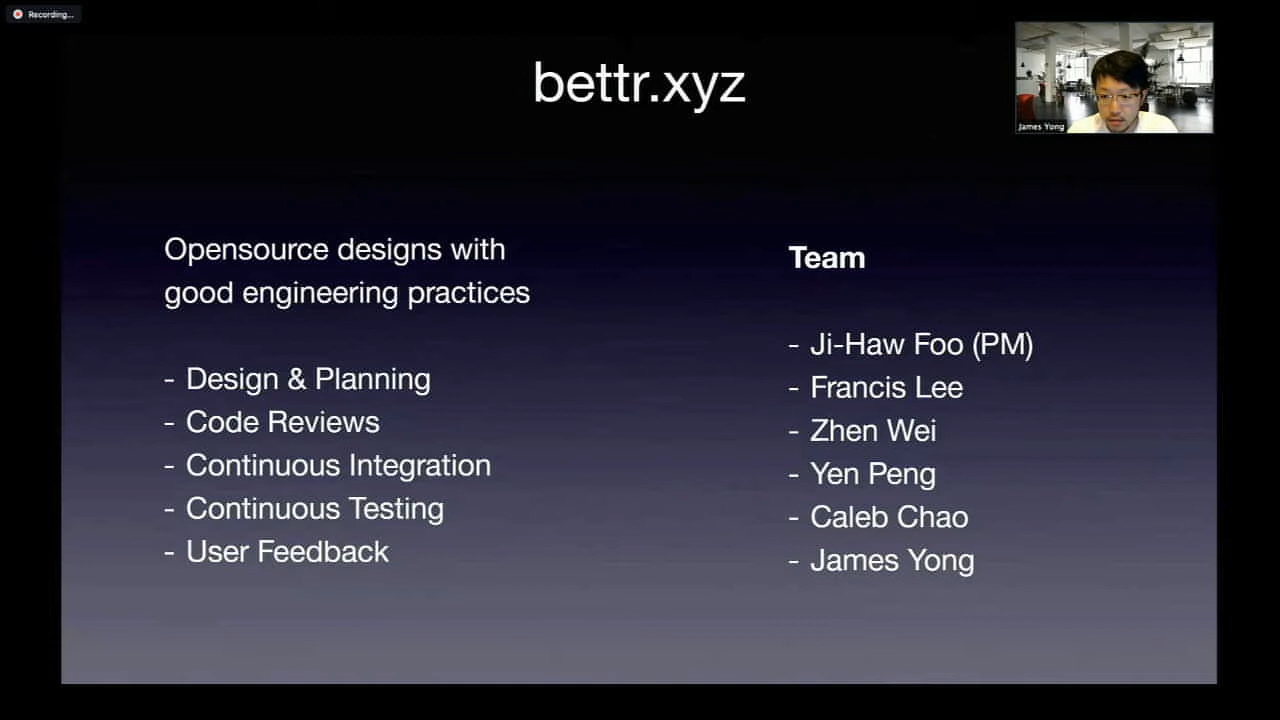 Recording...
bettr.xyz
James Yong
Opensource designs with
good engineering practices
- Design & Planning
- Code Reviews
- Continuous Integration
- Continuous Testing
- User Feedback
Team
- Ji-Haw Foo (PM)
- Francis Lee
- Zhen Wei
- Yen Peng
- Caleb Chao
- James Yong